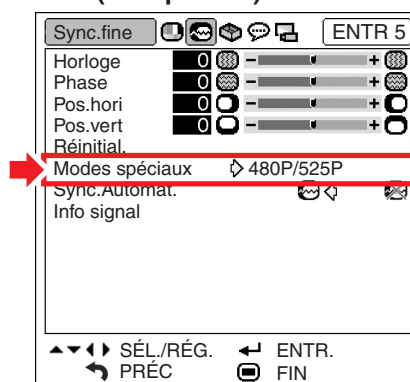 Sync.fine ENTR 5
Horloge 0 - +
Phase 0 - +
Pos.hori 0 - +
Pos.vert 0 - +
Réinitial.
Modes spéciaux 480P/525P
Sync.Automat.
Info signal
SÉL./RÉG. ENTR.
PRÉC FIN